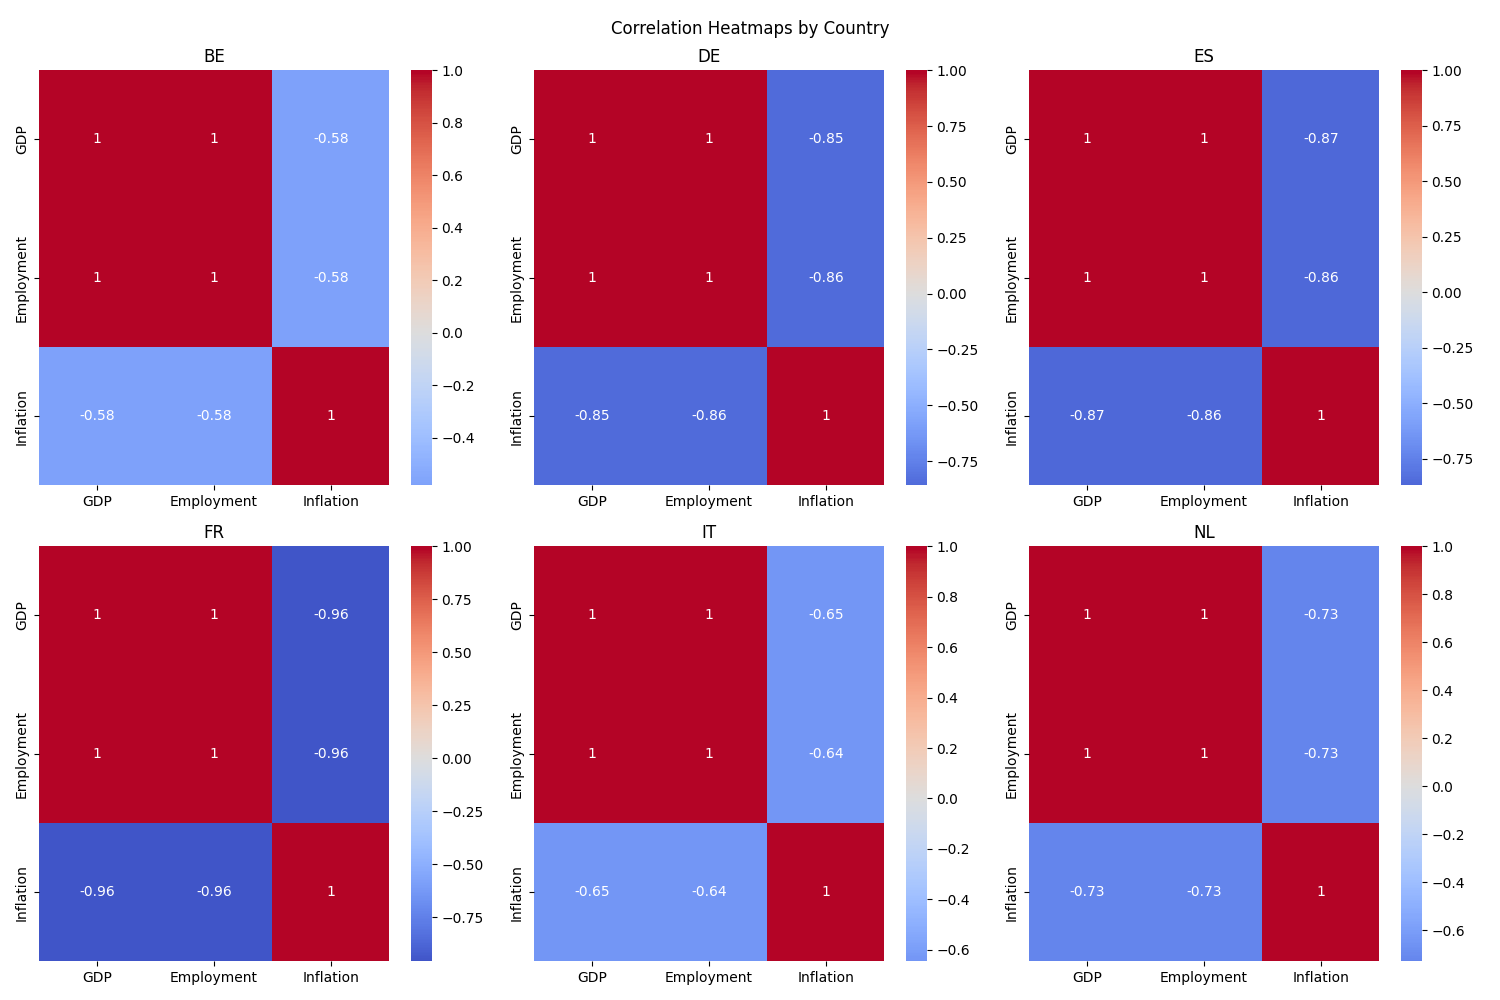 Correlation Heatmaps by Country
BE
GDP
Employment
Inflation
1 1 -0.58
1 1 -0.58
-0.58 -0.58 1
GDP Employment Inflation
1.0
0.8
0.6
0.4
0.2
0.0
−0.2
−0.4
DE
GDP
Employment
Inflation
1 1 -0.85
1 1 -0.86
-0.85 -0.86 1
GDP Employment Inflation
1.00
0.75
0.50
0.25
0.00
−0.25
−0.50
−0.75
ES
GDP
Employment
Inflation
1 1 -0.87
1 1 -0.86
-0.87 -0.86 1
GDP Employment Inflation
1.00
0.75
0.50
0.25
0.00
−0.25
−0.50
−0.75
FR
GDP
Employment
Inflation
1 1 -0.96
1 1 -0.96
-0.96 -0.96 1
GDP Employment Inflation
1.00
0.75
0.50
0.25
0.00
−0.25
−0.50
−0.75
IT
GDP
Employment
Inflation
1 1 -0.65
1 1 -0.64
-0.65 -0.64 1
GDP Employment Inflation
1.0
0.8
0.6
0.4
0.2
0.0
−0.2
−0.4
−0.6
NL
GDP
Employment
Inflation
1 1 -0.73
1 1 -0.73
-0.73 -0.73 1
GDP Employment Inflation
1.0
0.8
0.6
0.4
0.2
0.0
−0.2
−0.4
−0.6